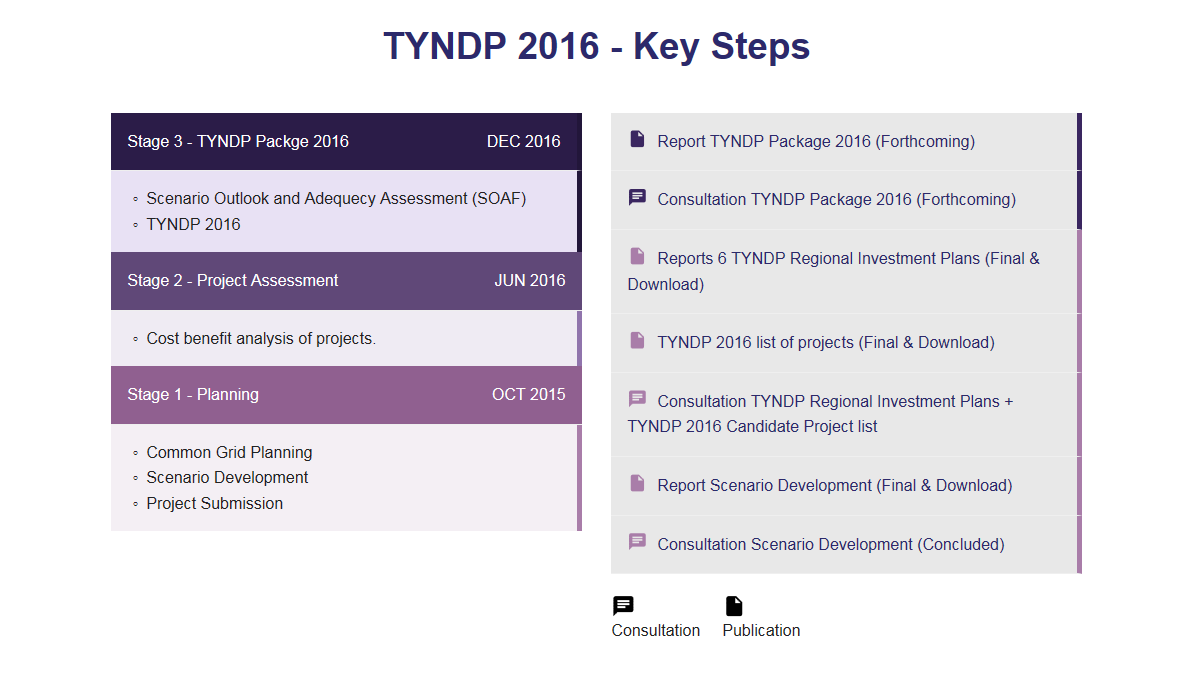 TYNDP 2016 - Key Steps
Stage 3 - TYNDP Packge 2016 DEC 2016
◦ Scenario Outlook and Adequecy Assessment (SOAF)
◦ TYNDP 2016
Stage 2 - Project Assessment JUN 2016
◦ Cost benefit analysis of projects.
Stage 1 - Planning OCT 2015
◦ Common Grid Planning
◦ Scenario Development
◦ Project Submission
Report TYNDP Package 2016 (Forthcoming)
Consultation TYNDP Package 2016 (Forthcoming)
Reports 6 TYNDP Regional Investment Plans (Final &
Download)
TYNDP 2016 list of projects (Final & Download)
Consultation TYNDP Regional Investment Plans +
TYNDP 2016 Candidate Project list
Report Scenario Development (Final & Download)
Consultation Scenario Development (Concluded)
Consultation Publication